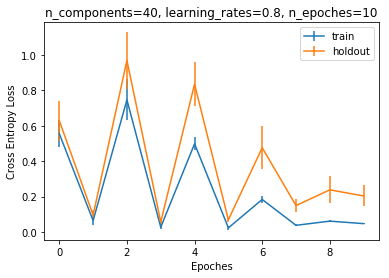 n_components=40, learning_rates=0.8, n_epoches=10
train
holdout
Cross Entropy Loss
1.0
0.8
0.6
0.4
0.2
0.0
0 2 4 6 8
Epoches